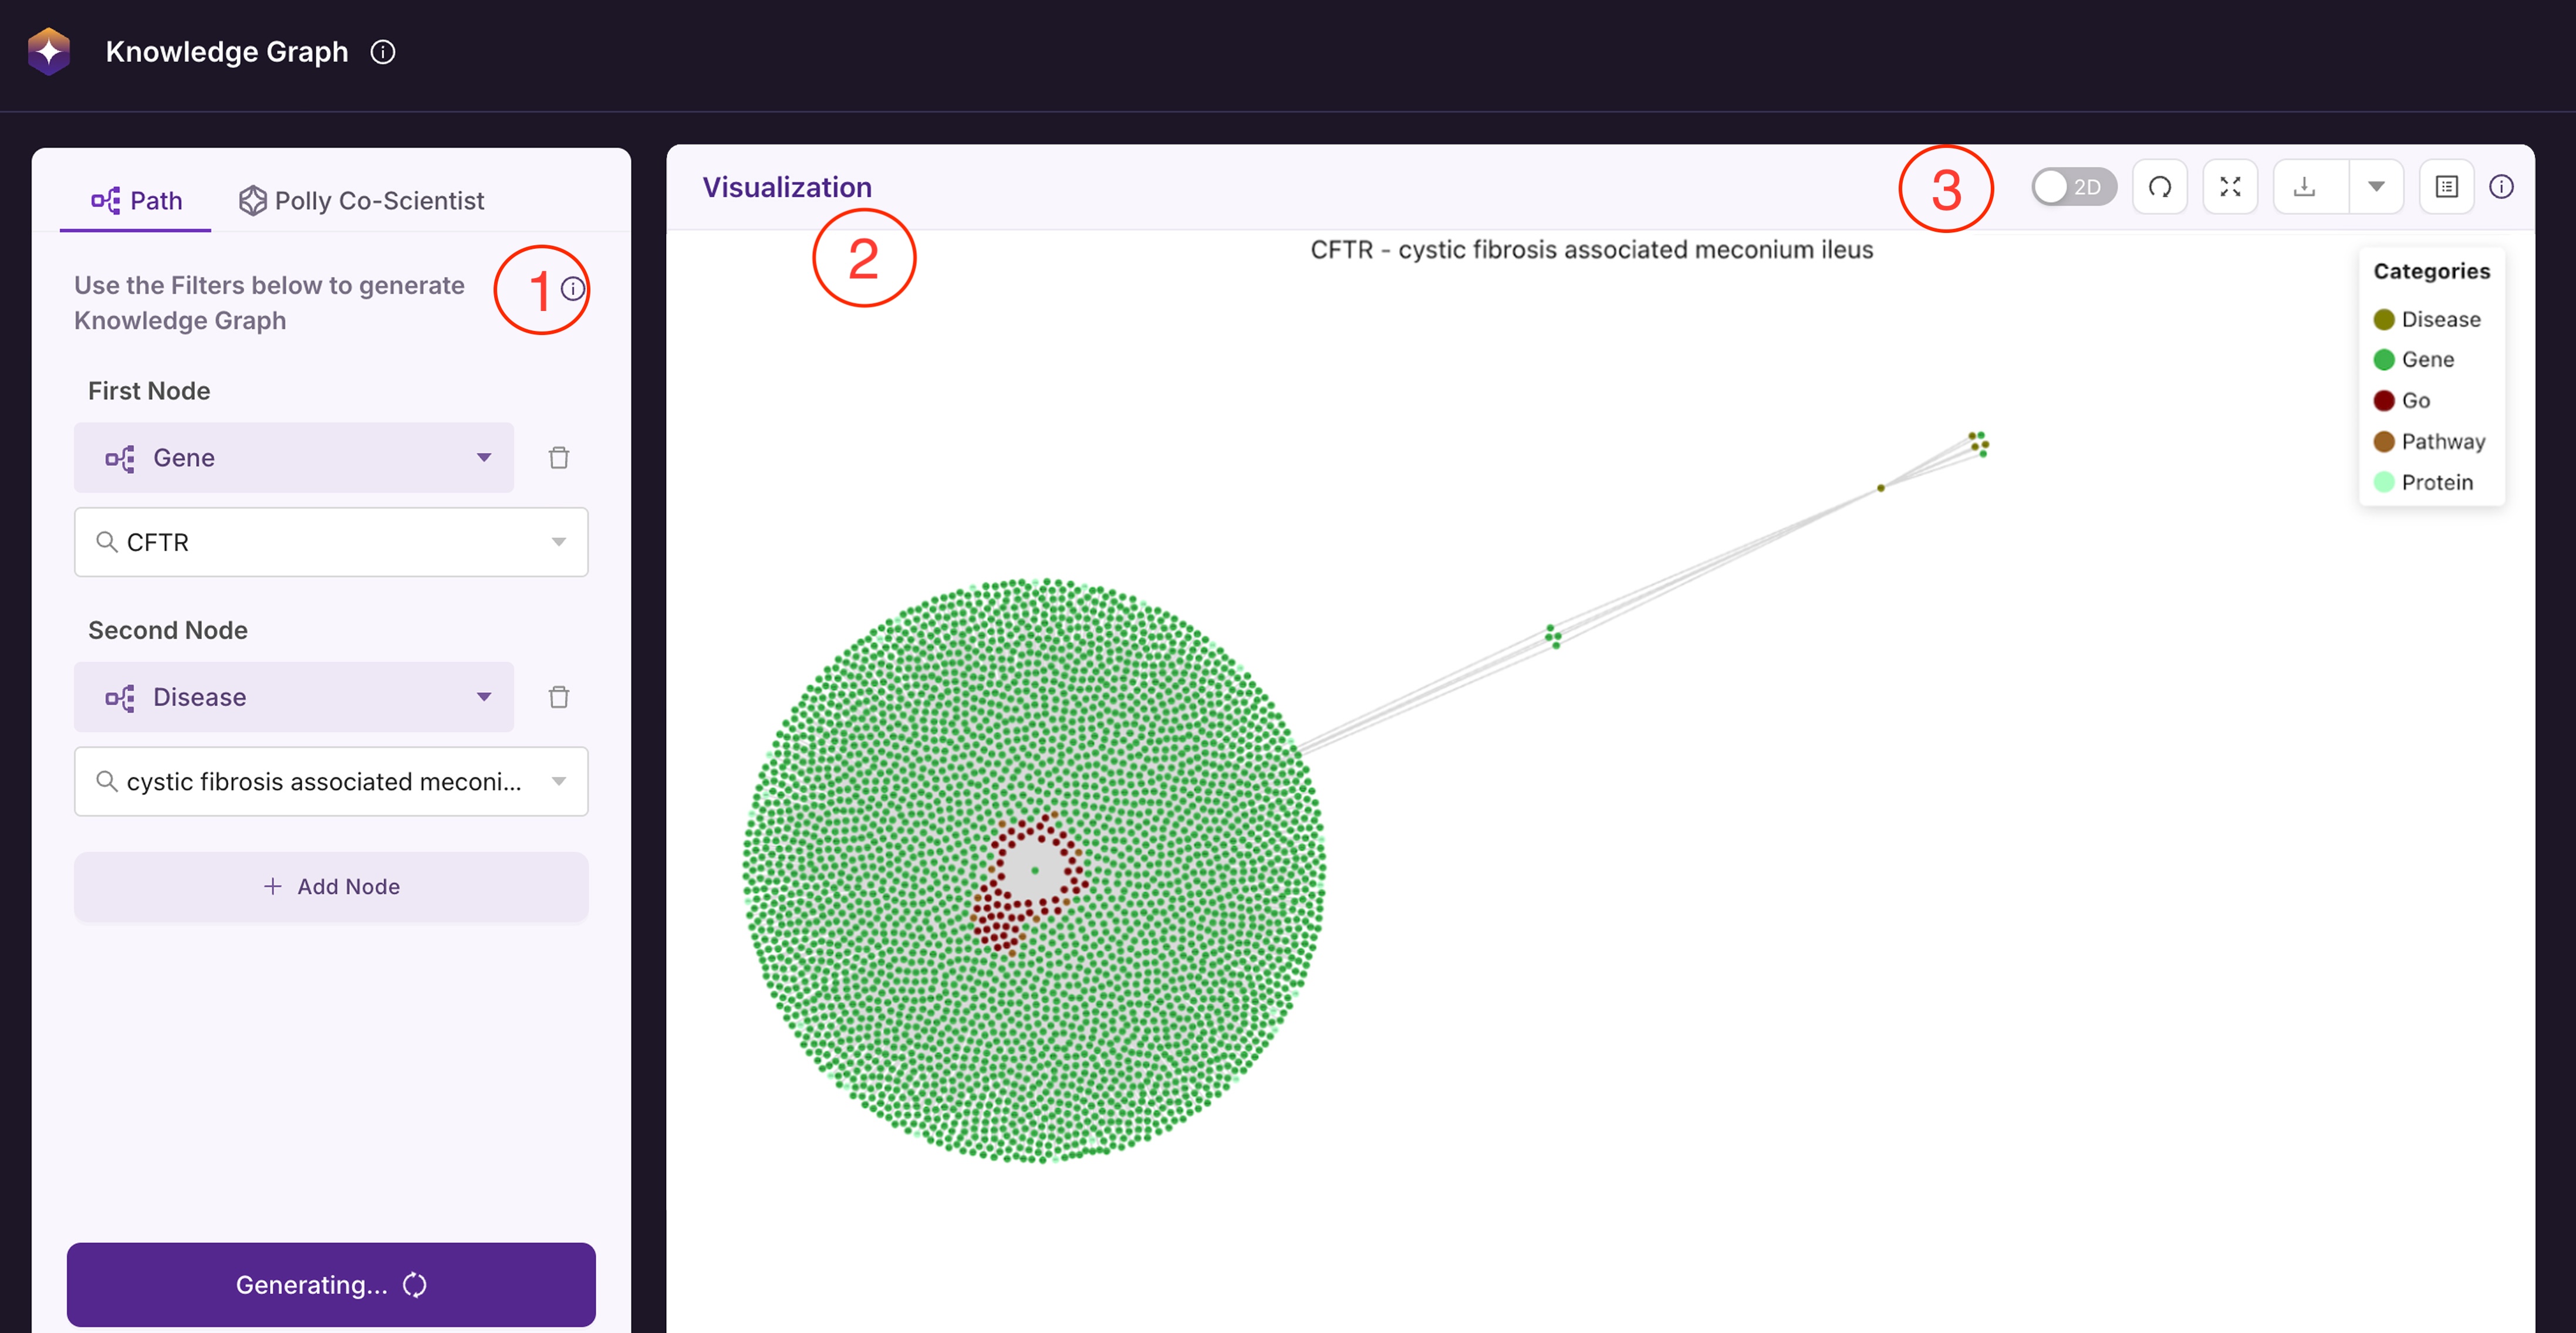 Knowledge Graph
Path
Polly Co-Scientist
1
Use the Filters below to generate
Knowledge Graph
First Node
Gene
CFTR
Second Node
Disease
cystic fibrosis associated meconi...
+ Add Node
Generating...
Visualization
2
3
2D
CFTR - cystic fibrosis associated meconium ileus
Categories
Disease
Gene
Go
Pathway
Protein